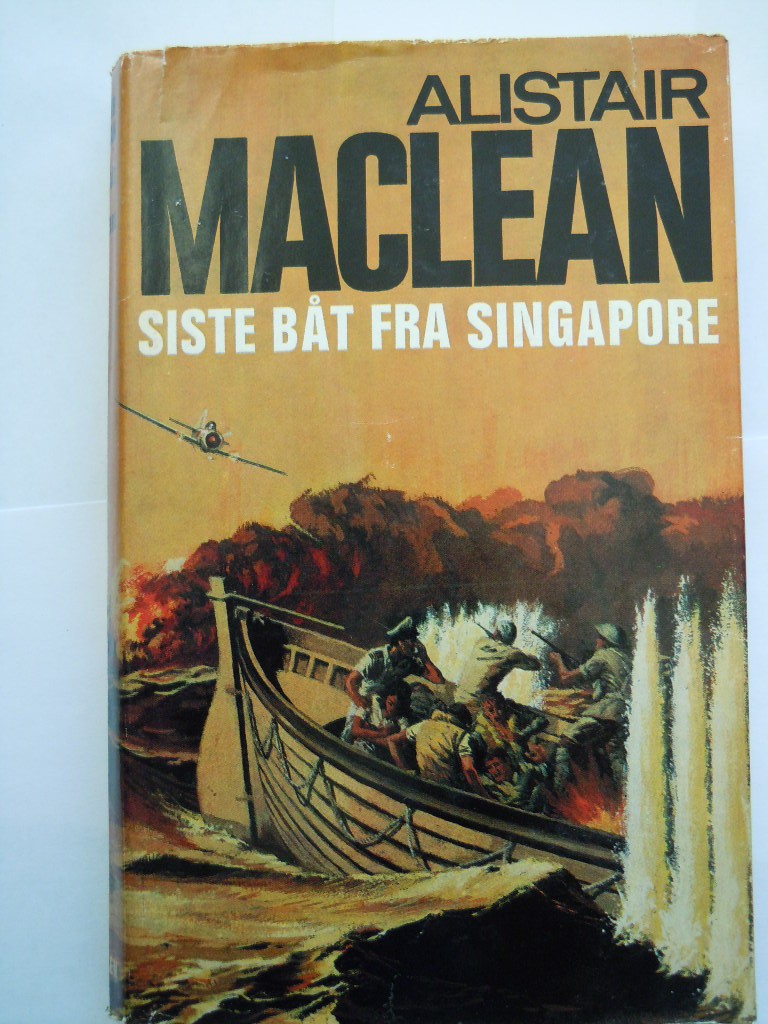 ALISTAIR
MACLEAN
SISTE BÅT FRA SINGAPORE